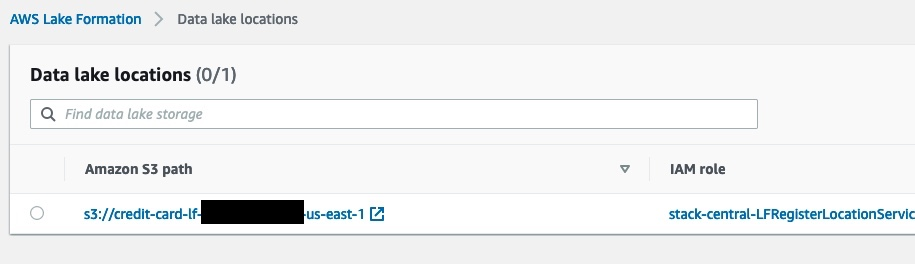 AWS Lake Formation > Data lake locations
Data lake locations (0/1)
Find data lake storage
Amazon S3 path IAM role
s3://credit-card-lf- -us-east-1 stack-central-LFRegisterLocationServic